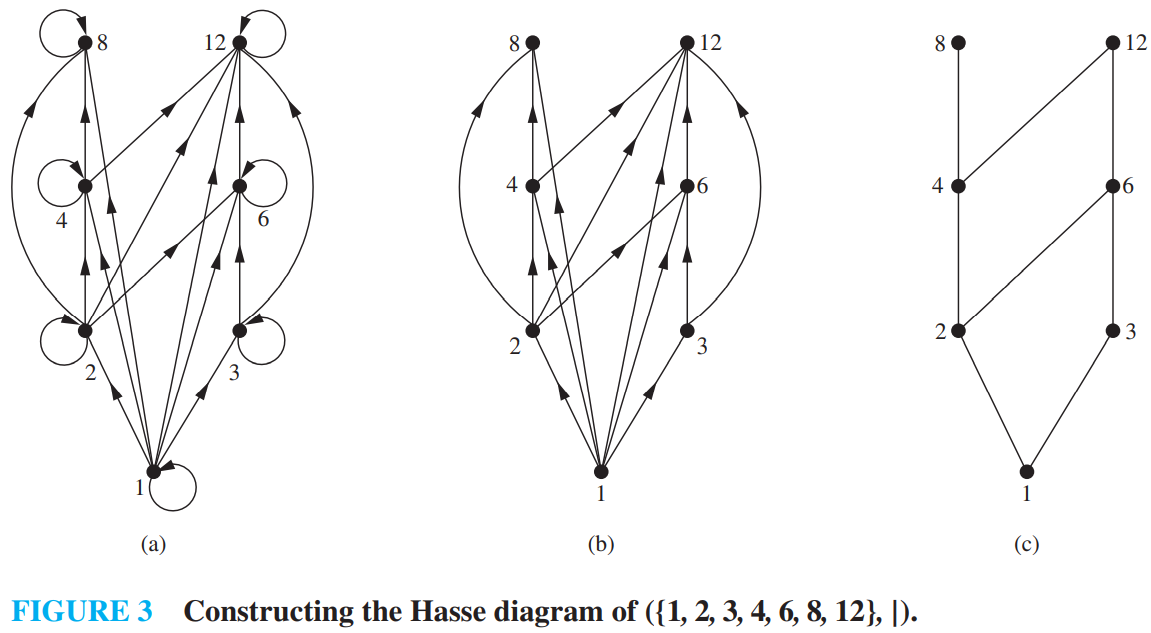 8 12 8 12 8 12
4 6 4 6 4 6
2 3 2 3 2 3
1 1 1
(a) (b) (c)
FIGURE 3 Constructing the Hasse diagram of ({1, 2, 3, 4, 6, 8, 12}, |).